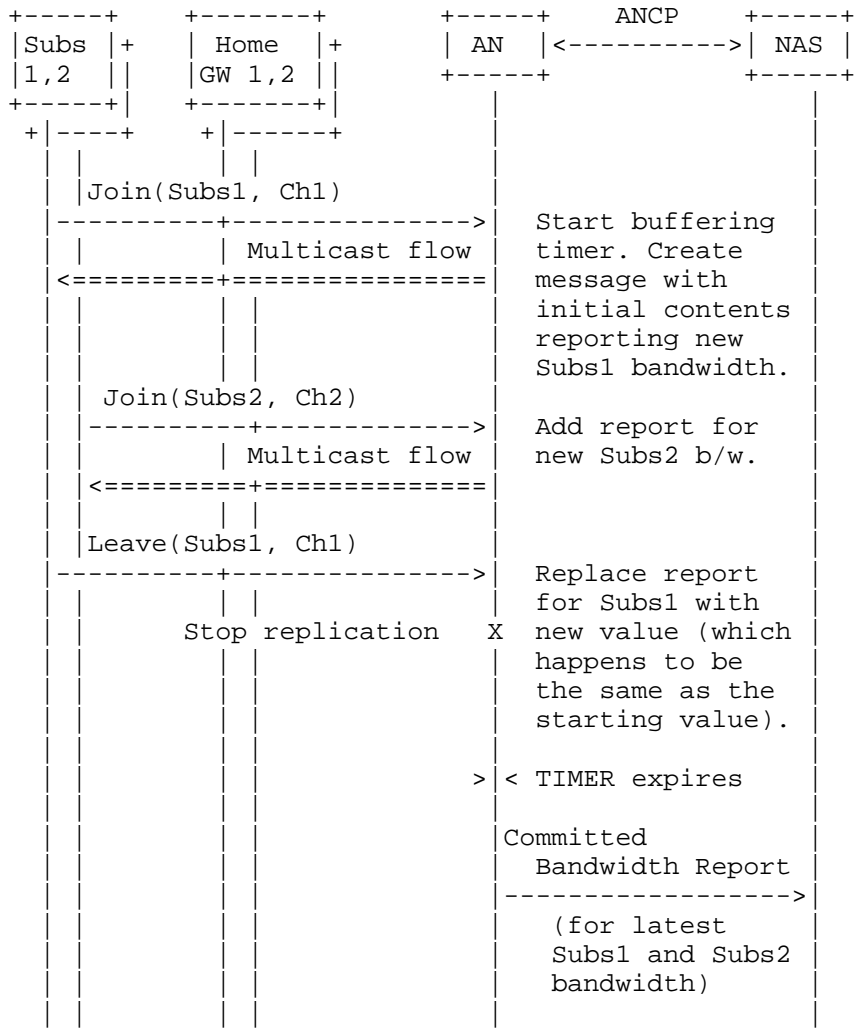 ANCP
Subs Home AN NAS
1,2 GW 1,2
Join(Subs1, Ch1)
Start buffering
Multicast flow timer. Create
message with
initial contents
reporting new
Subs1 bandwidth.
Join(Subs2, Ch2)
Add report for
Multicast flow new Subs2 b/w.
Leave(Subs1, Ch1)
Replace report
for Subs1 with
Stop replication X new value (which
happens to be
the same as the
starting value).
>|< TIMER expires
Committed
Bandwidth Report
(for latest
Subs1 and Subs2
bandwidth)